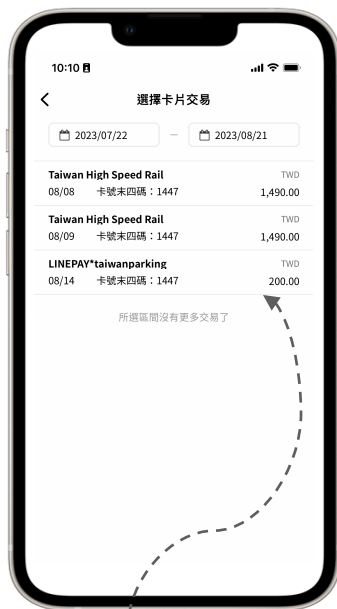 10:10
選擇卡片交易
2023/07/22 — 2023/08/21
Taiwan High Speed Rail TWD
08/08 卡號末四碼：1447 1,490.00
Taiwan High Speed Rail TWD
08/09 卡號末四碼：1447 1,490.00
LINEPAY*taiwanparking TWD
08/14 卡號末四碼：1447 200.00
所選區間沒有更多交易了